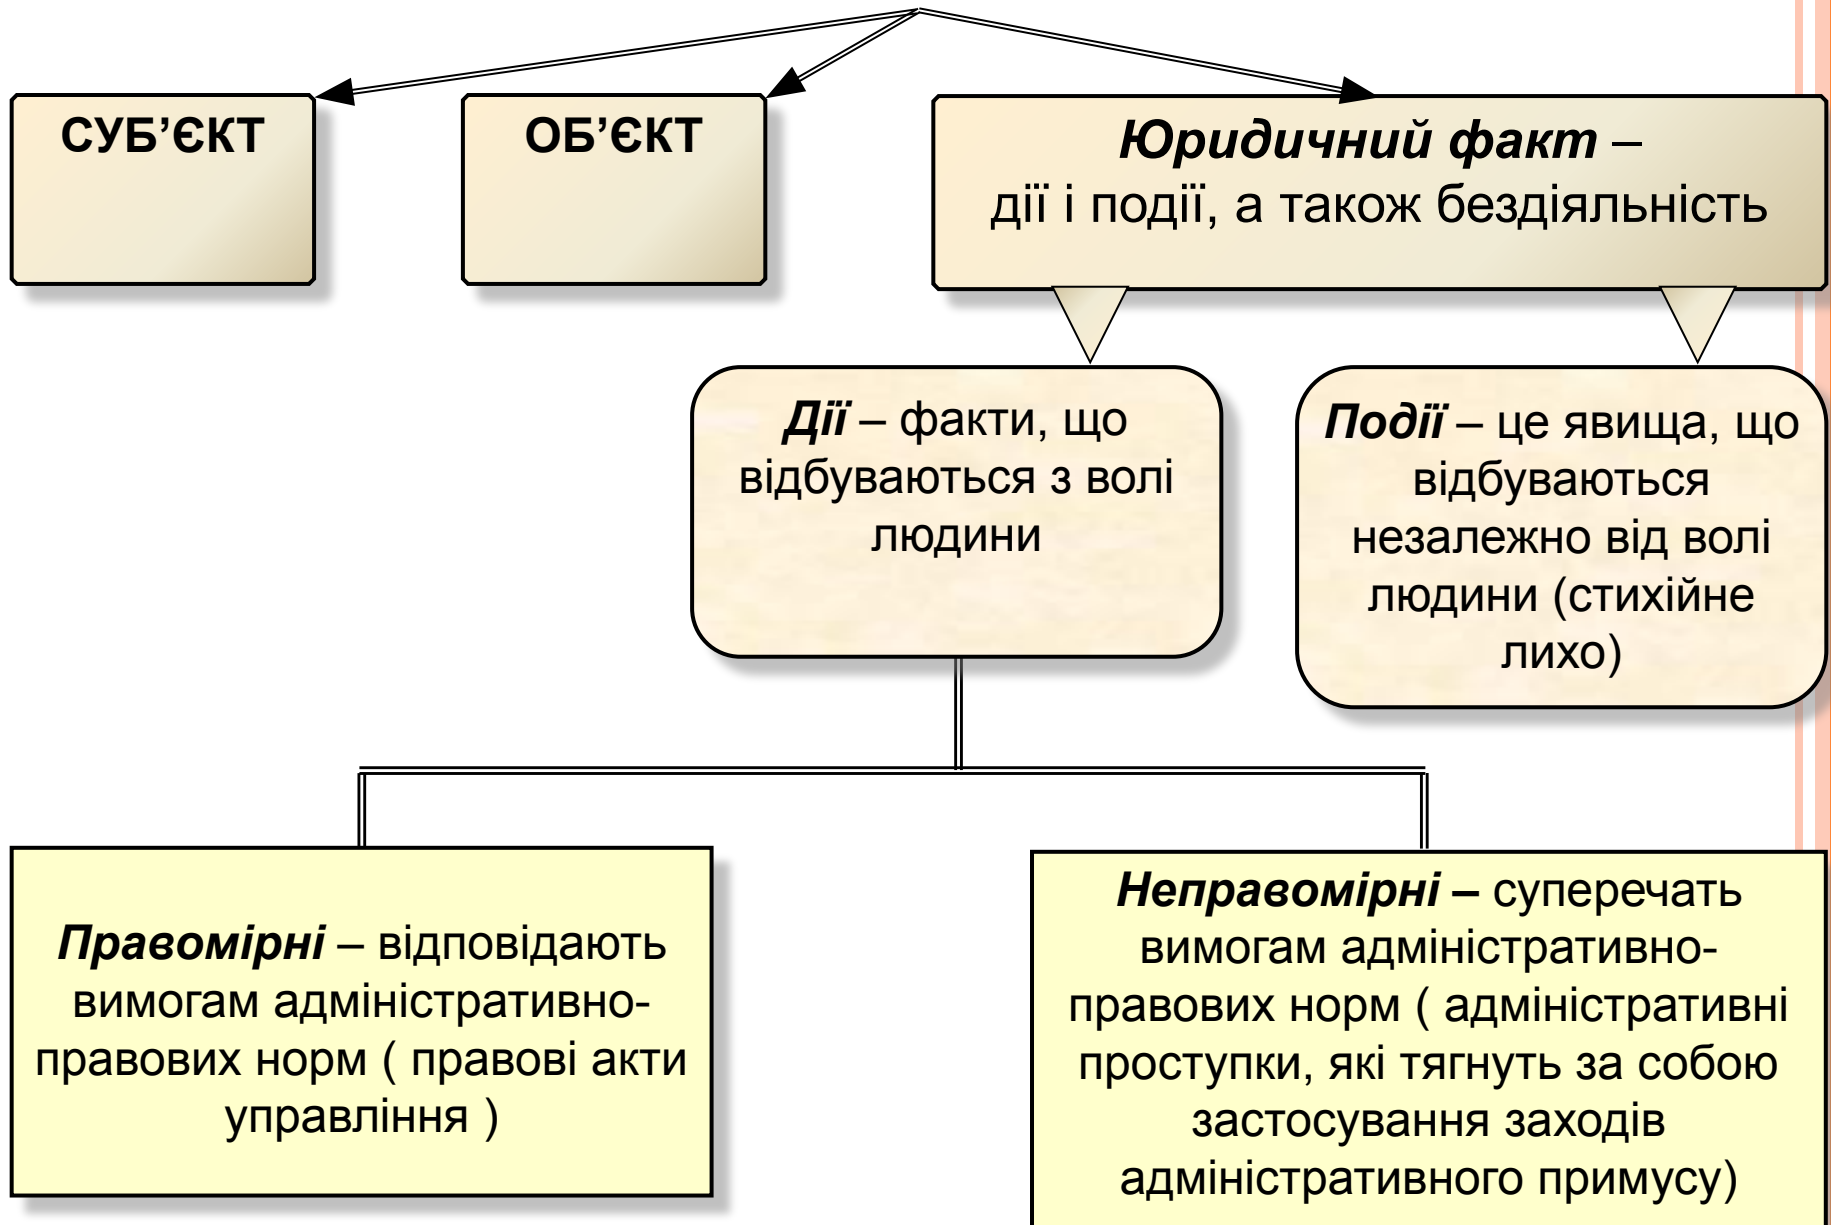 СУБ’ЄКТ
ОБ’ЄКТ
Юридичний факт –
дії і події, а також бездіяльність
Дії – факти, що
відбуваються з волі
людини
Події – це явища, що
відбуваються
незалежно від волі
людини (стихійне
лихо)
Правомірні – відповідають
вимогам адміністративно-
правових норм ( правові акти
управління )
Неправомірні – суперечать
вимогам адміністративно-
правових норм ( адміністративні
проступки, які тягнуть за собою
застосування заходів
адміністративного примусу)